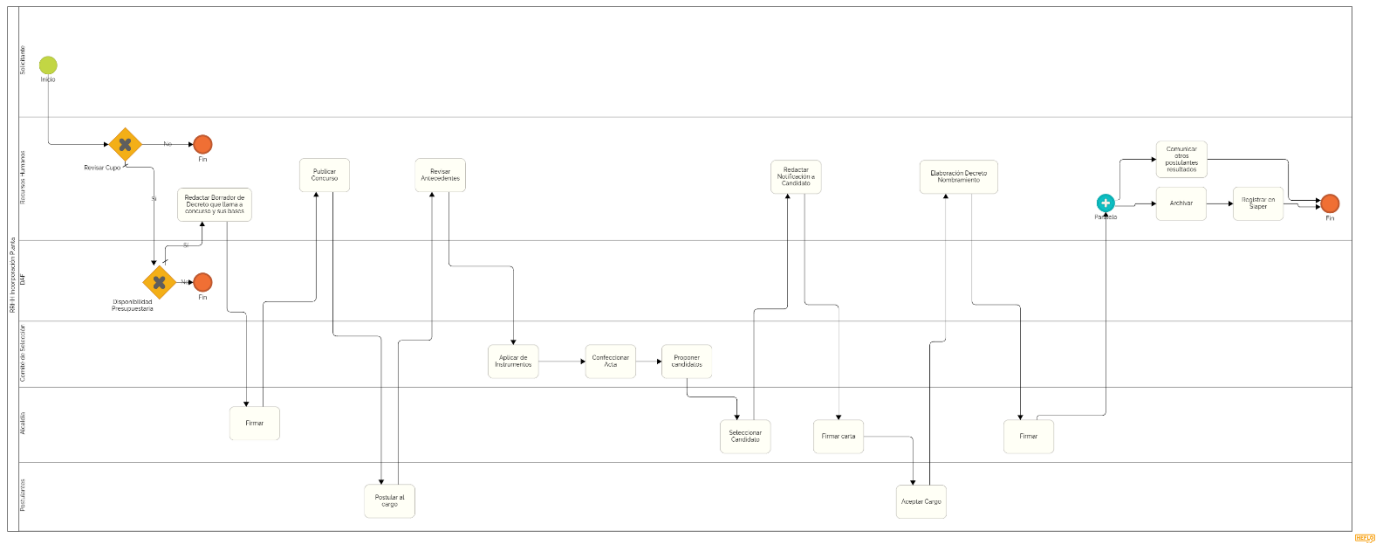 RRHH Incorporación Planta
Solicitante
Inicio
Recursos Humanos
Revisar Cupo
No
Fin
Si
Redactar Borrador de
Decreto que llama a
concurso y sus bases
Publicar
Concurso
Revisar
Antecedentes
Redactar
Notificación a
Candidato
Elaboración Decreto
Nombramiento
Paralelo
Comunicar
otros
postulantes
resultados
Archivar
Registrar en
Siaper
Fin
DAF
Si
No
Fin
Disponibilidad
Presupuestaria
Comité de Selección
Aplicar de
Instrumentos
Confeccionar
Acta
Proponer
candidatos
Alcaldía
Firmar
Seleccionar
Candidato
Firmar carta
Firmar
Postulantes
Postular al
cargo
Aceptar Cargo